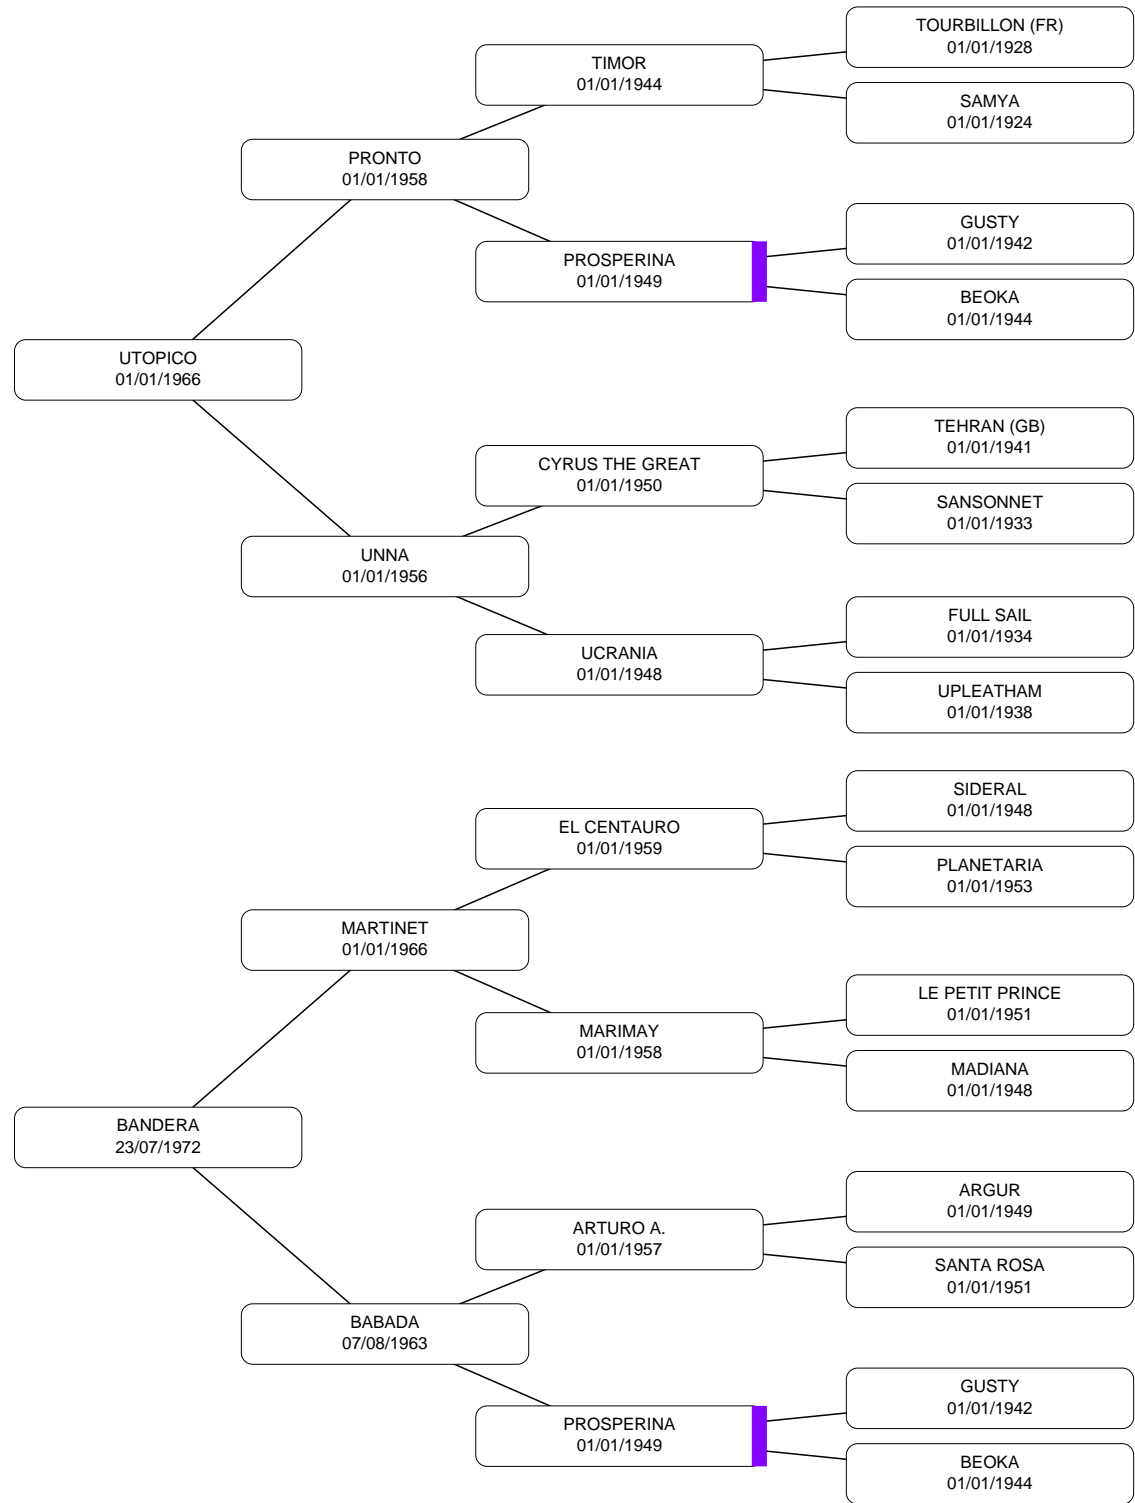 TOURBILLON (FR)
01/01/1928
TIMOR
01/01/1944
SAMYA
01/01/1924
PRONTO
01/01/1958
GUSTY
01/01/1942
PROSPERINA
01/01/1949
BEOKA
01/01/1944
UTOPICO
01/01/1966
TEHRAN (GB)
01/01/1941
CYRUS THE GREAT
01/01/1950
SANSONNET
01/01/1933
UNNA
01/01/1956
FULL SAIL
01/01/1934
UCRANIA
01/01/1948
UPLEATHAM
01/01/1938
SIDERAL
01/01/1948
EL CENTAURO
01/01/1959
PLANETARIA
01/01/1953
MARTINET
01/01/1966
LE PETIT PRINCE
01/01/1951
MARIMAY
01/01/1958
MADIANA
01/01/1948
BANDERA
23/07/1972
ARGUR
01/01/1949
ARTURO A.
01/01/1957
SANTA ROSA
01/01/1951
BABADA
07/08/1963
GUSTY
01/01/1942
PROSPERINA
01/01/1949
BEOKA
01/01/1944